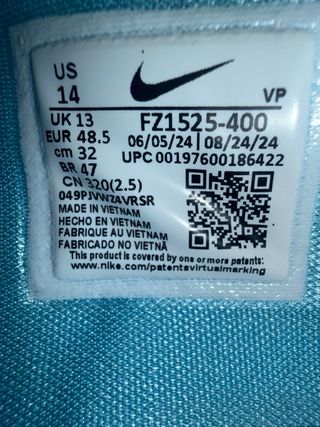 US
14
VP
UK 13
FZ1525-400
EUR 48.5
06/05/24 | 08/24/24
cm 32
UPC 00197600186422
BR 47
CN 320(2.5)
049PJVWZ4VRSR
MADE IN VIETNAM
HECHO EN VIETNAM
FABRIQUE AU VIETNAM
FABRICADO NO VIETNÃ
This product is covered by one or more patents:
www.nike.com/patentsvirtualmarking